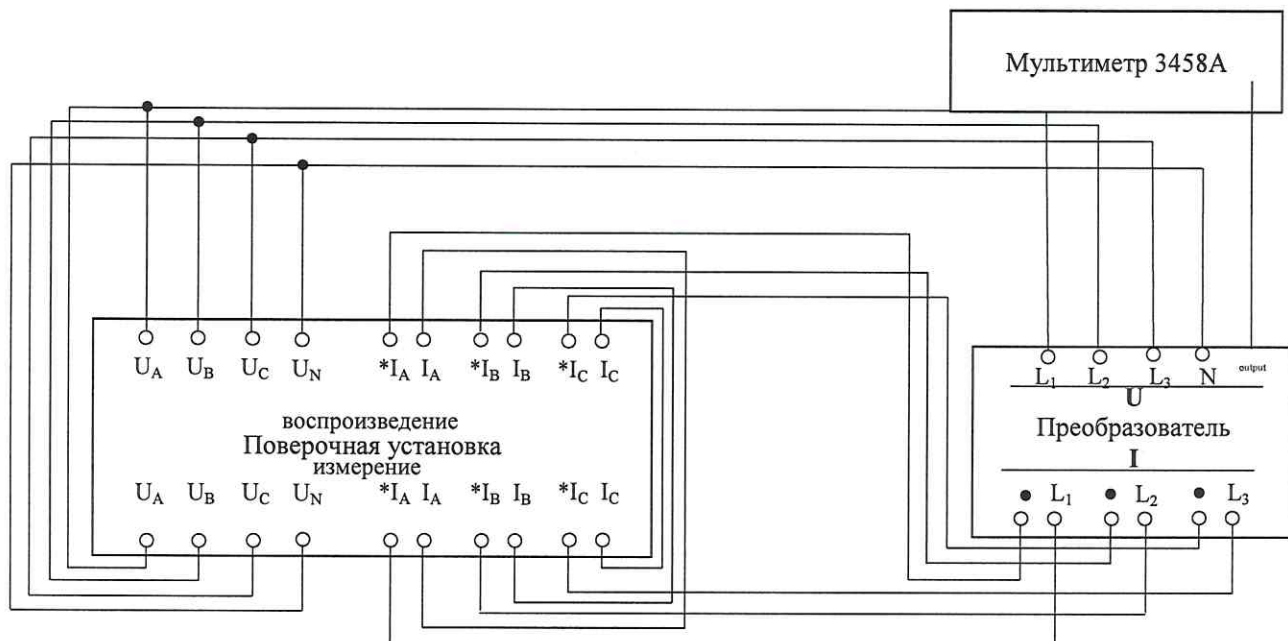 Мультиметр 3458А
U_A U_B U_C U_N *I_A I_A *I_B I_B *I_C I_C
воспроизведение
Поверочная установка
измерение
U_A U_B U_C U_N *I_A I_A *I_B I_B *I_C I_C
L₁ L₂ L₃ N output
U
Преобразователь
I
• L₁ • L₂ • L₃